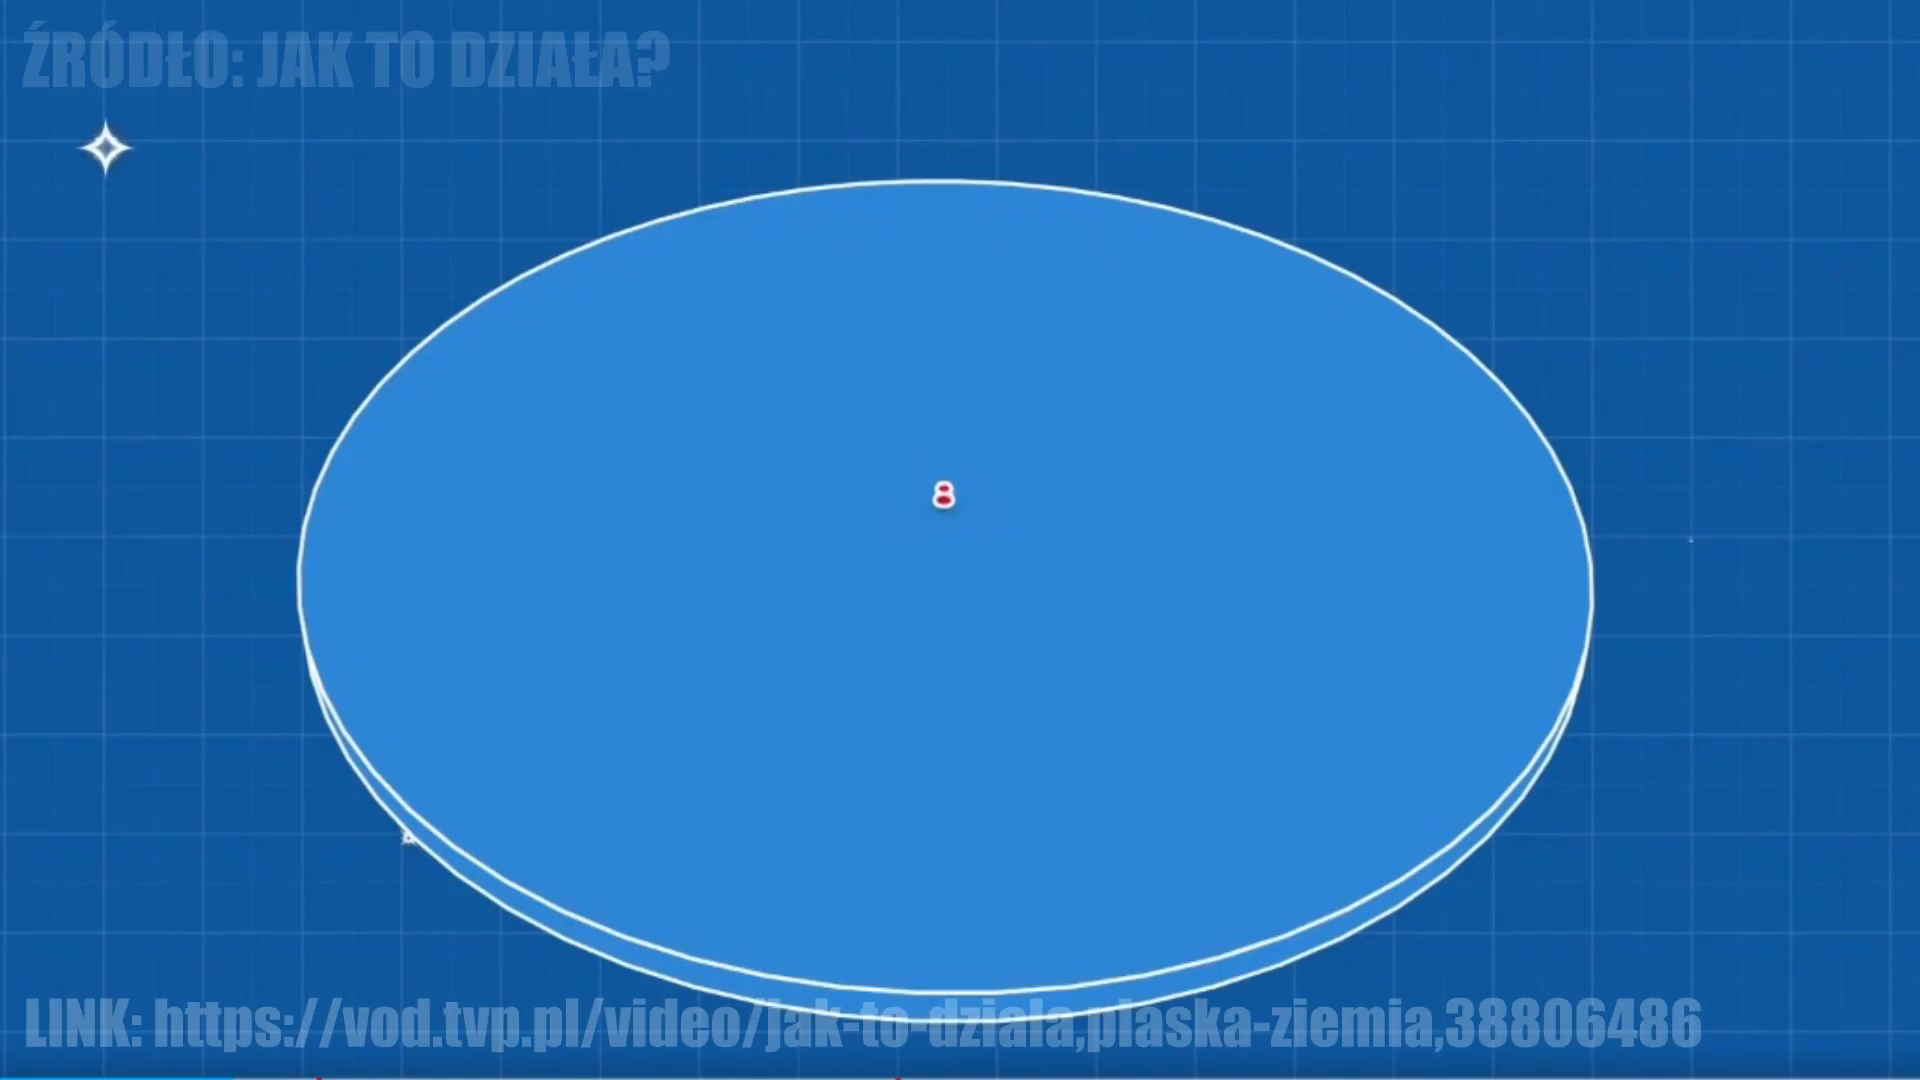 ŹRÓDŁO: JAK TO DZIAŁA?
8
LINK: https://vod.tvp.pl/video/jak-to-dziala,plaska-ziemia,38806486